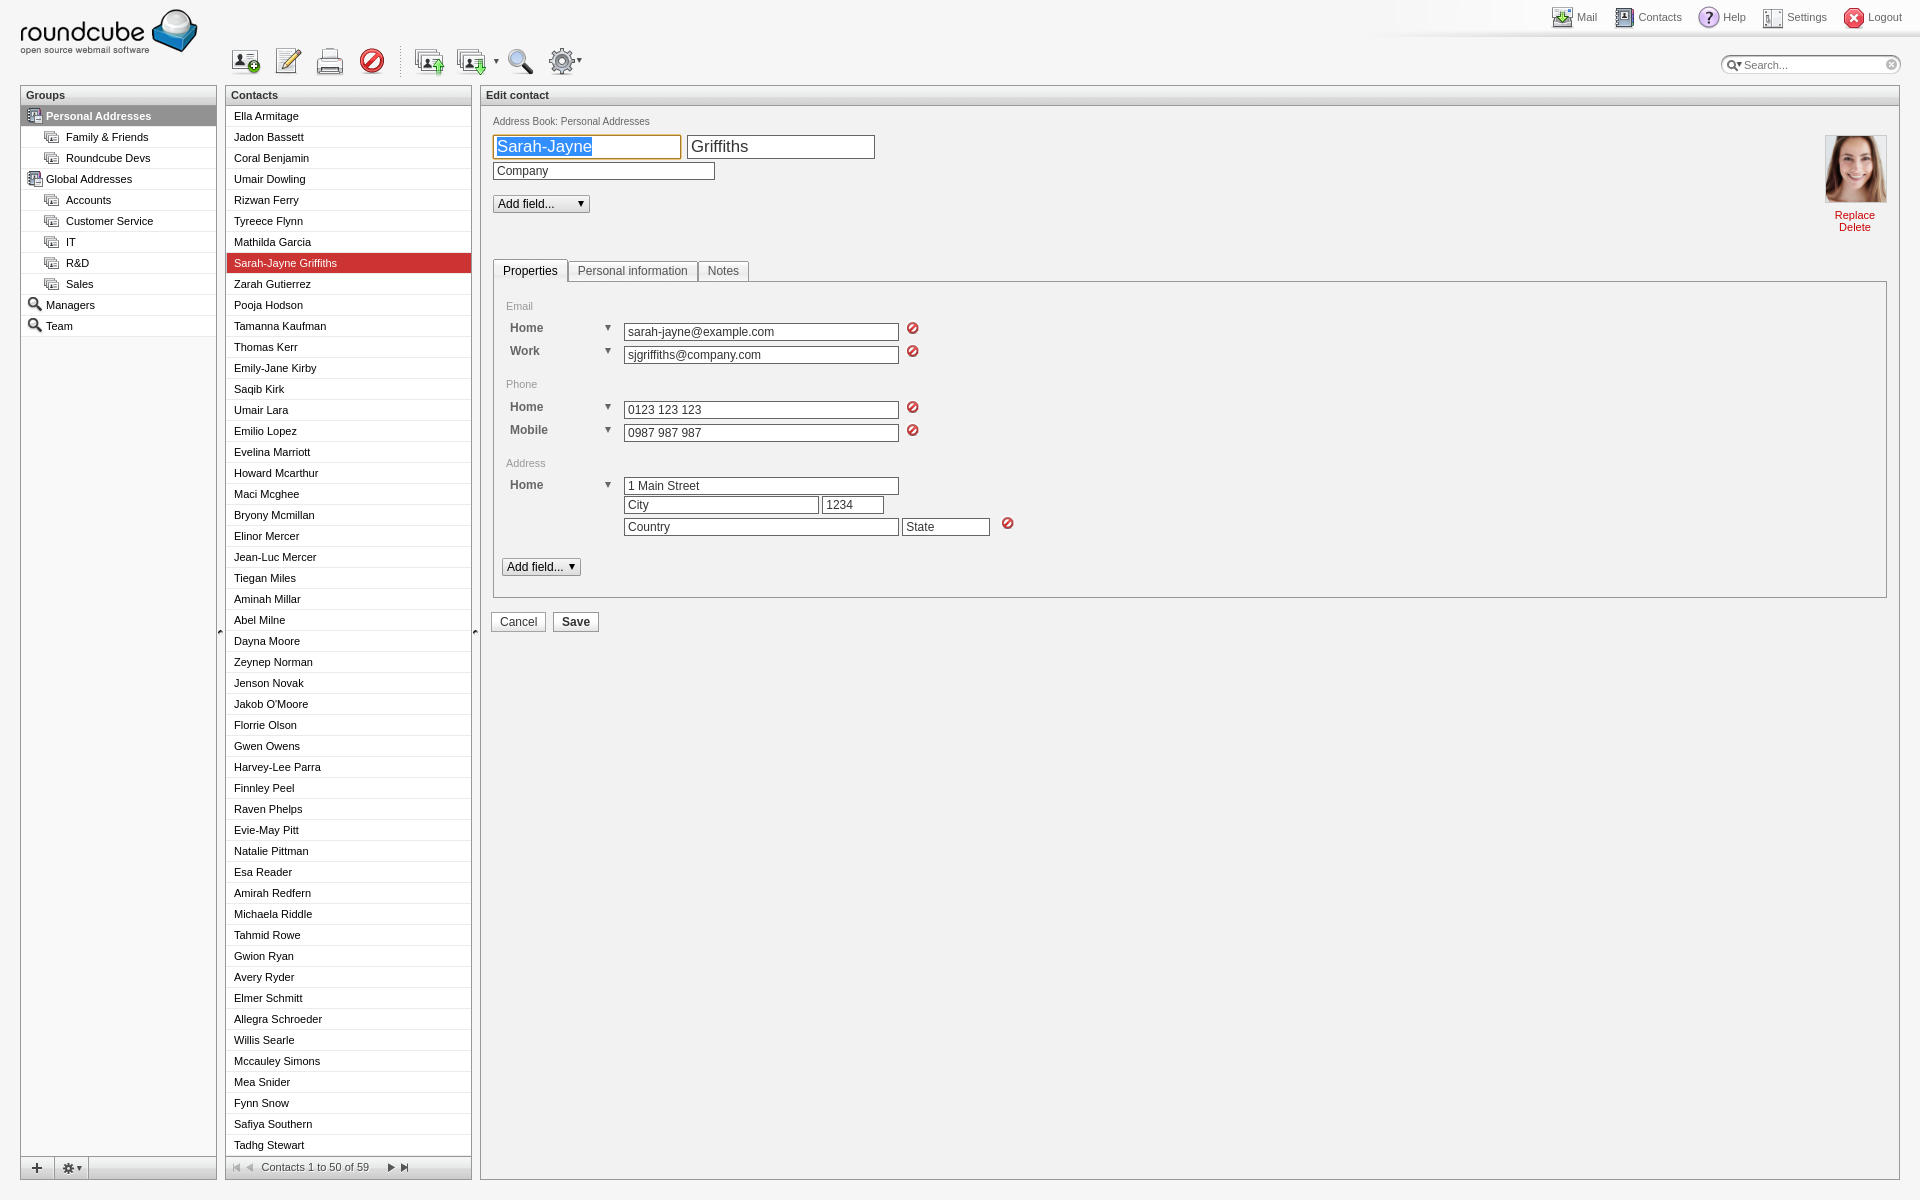 roundcube
open source webmail software
Mail
Contacts
Help
Settings
Logout
Search...
Groups
Personal Addresses
Family & Friends
Roundcube Devs
Global Addresses
Accounts
Customer Service
IT
R&D
Sales
Managers
Team
Contacts
Ella Armitage
Jadon Bassett
Coral Benjamin
Umair Dowling
Rizwan Ferry
Tyreece Flynn
Mathilda Garcia
Sarah-Jayne Griffiths
Zarah Gutierrez
Pooja Hodson
Tamanna Kaufman
Thomas Kerr
Emily-Jane Kirby
Saqib Kirk
Umair Lara
Emilio Lopez
Evelina Marriott
Howard Mcarthur
Maci Mcghee
Bryony Mcmillan
Elinor Mercer
Jean-Luc Mercer
Tiegan Miles
Aminah Millar
Abel Milne
Dayna Moore
Zeynep Norman
Jenson Novak
Jakob O'Moore
Florrie Olson
Gwen Owens
Harvey-Lee Parra
Finnley Peel
Raven Phelps
Evie-May Pitt
Natalie Pittman
Esa Reader
Amirah Redfern
Michaela Riddle
Tahmid Rowe
Gwion Ryan
Avery Ryder
Elmer Schmitt
Allegra Schroeder
Willis Searle
Mccauley Simons
Mea Snider
Fynn Snow
Safiya Southern
Tadhg Stewart
Contacts 1 to 50 of 59
Edit contact
Address Book: Personal Addresses
Sarah-Jayne Griffiths
Company
Add field...
Replace
Delete
Properties Personal information Notes
Email
Home sarah-jayne@example.com
Work sjgriffiths@company.com
Phone
Home 0123 123 123
Mobile 0987 987 987
Address
Home 1 Main Street
City 1234
Country State
Add field...
Cancel Save